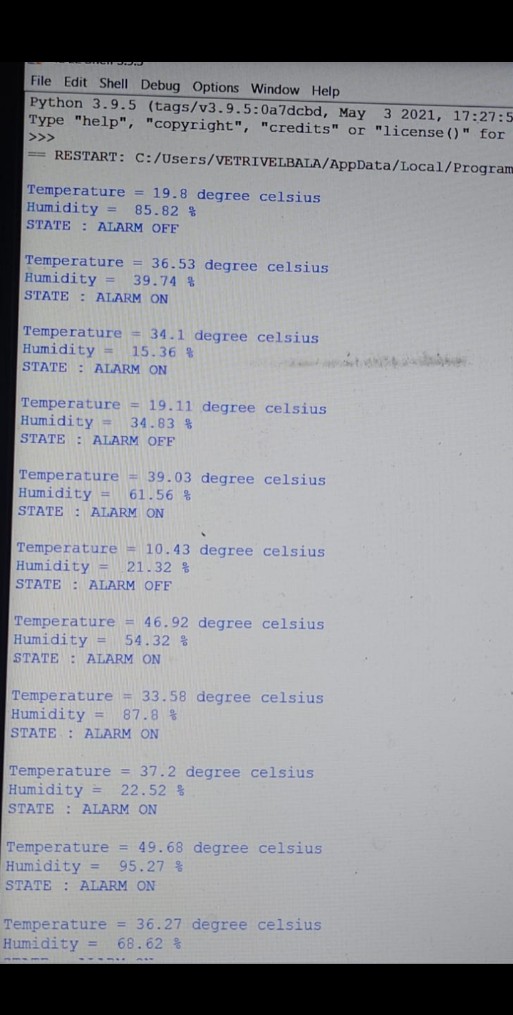 File Edit Shell Debug Options Window Help
Python 3.9.5 (tags/v3.9.5:0a7dcbd, May 3 2021, 17:27:5
Type "help", "copyright", "credits" or "license()" for
>>>
== RESTART: C:/Users/VETRIVELBALA/AppData/Local/Program
Temperature = 19.8 degree celsius
Humidity = 85.82 %
STATE : ALARM OFF
Temperature = 36.53 degree celsius
Humidity = 39.74 %
STATE : ALARM ON
Temperature = 34.1 degree celsius
Humidity = 15.36 %
STATE : ALARM ON
Temperature = 19.11 degree celsius
Humidity = 34.83 %
STATE : ALARM OFF
Temperature = 39.03 degree celsius
Humidity = 61.56 %
STATE : ALARM ON
Temperature = 10.43 degree celsius
Humidity = 21.32 %
STATE : ALARM OFF
Temperature = 46.92 degree celsius
Humidity = 54.32 %
STATE : ALARM ON
Temperature = 33.58 degree celsius
Humidity = 87.8 %
STATE : ALARM ON
Temperature = 37.2 degree celsius
Humidity = 22.52 %
STATE : ALARM ON
Temperature = 49.68 degree celsius
Humidity = 95.27 %
STATE : ALARM ON
Temperature = 36.27 degree celsius
Humidity = 68.62 %